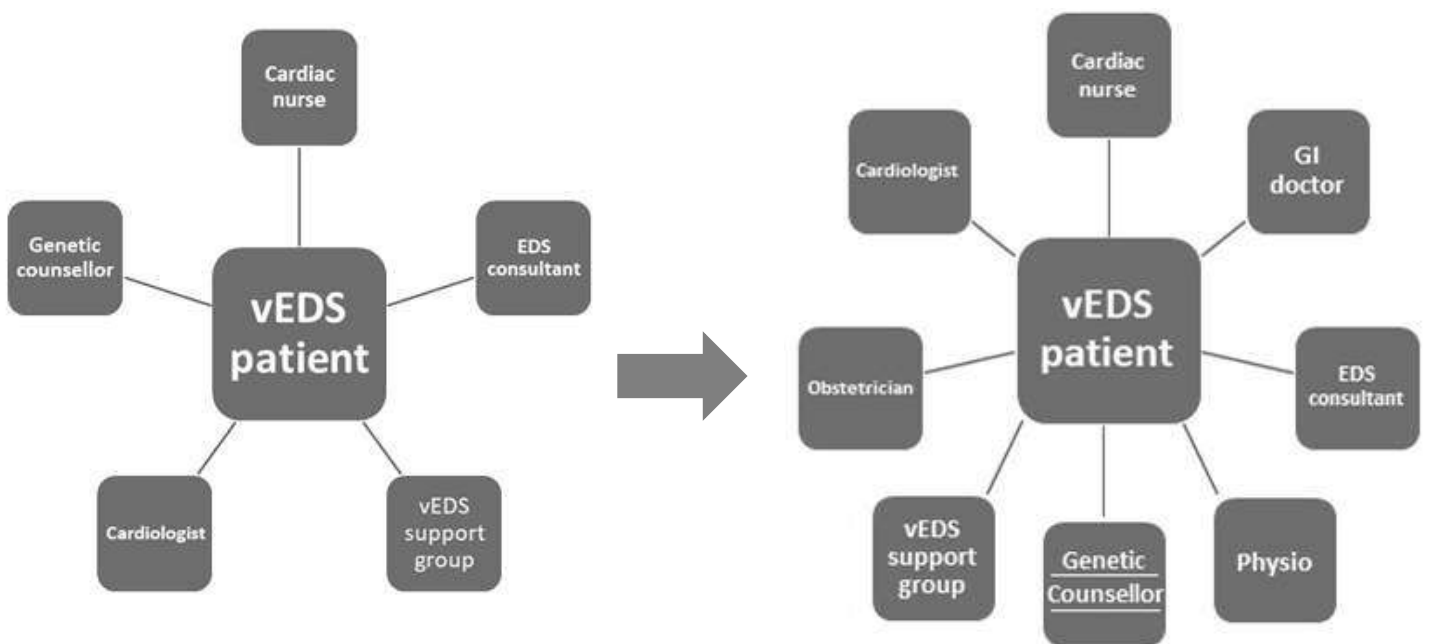 Cardiac
nurse
Genetic
counsellor
EDS
consultant
vEDS
patient
Cardiologist
vEDS
support
group
Cardiac
nurse
Cardiologist
GI
doctor
vEDS
patient
Obstetrician
EDS
consultant
vEDS
support
group
Genetic
Counsellor
Physio